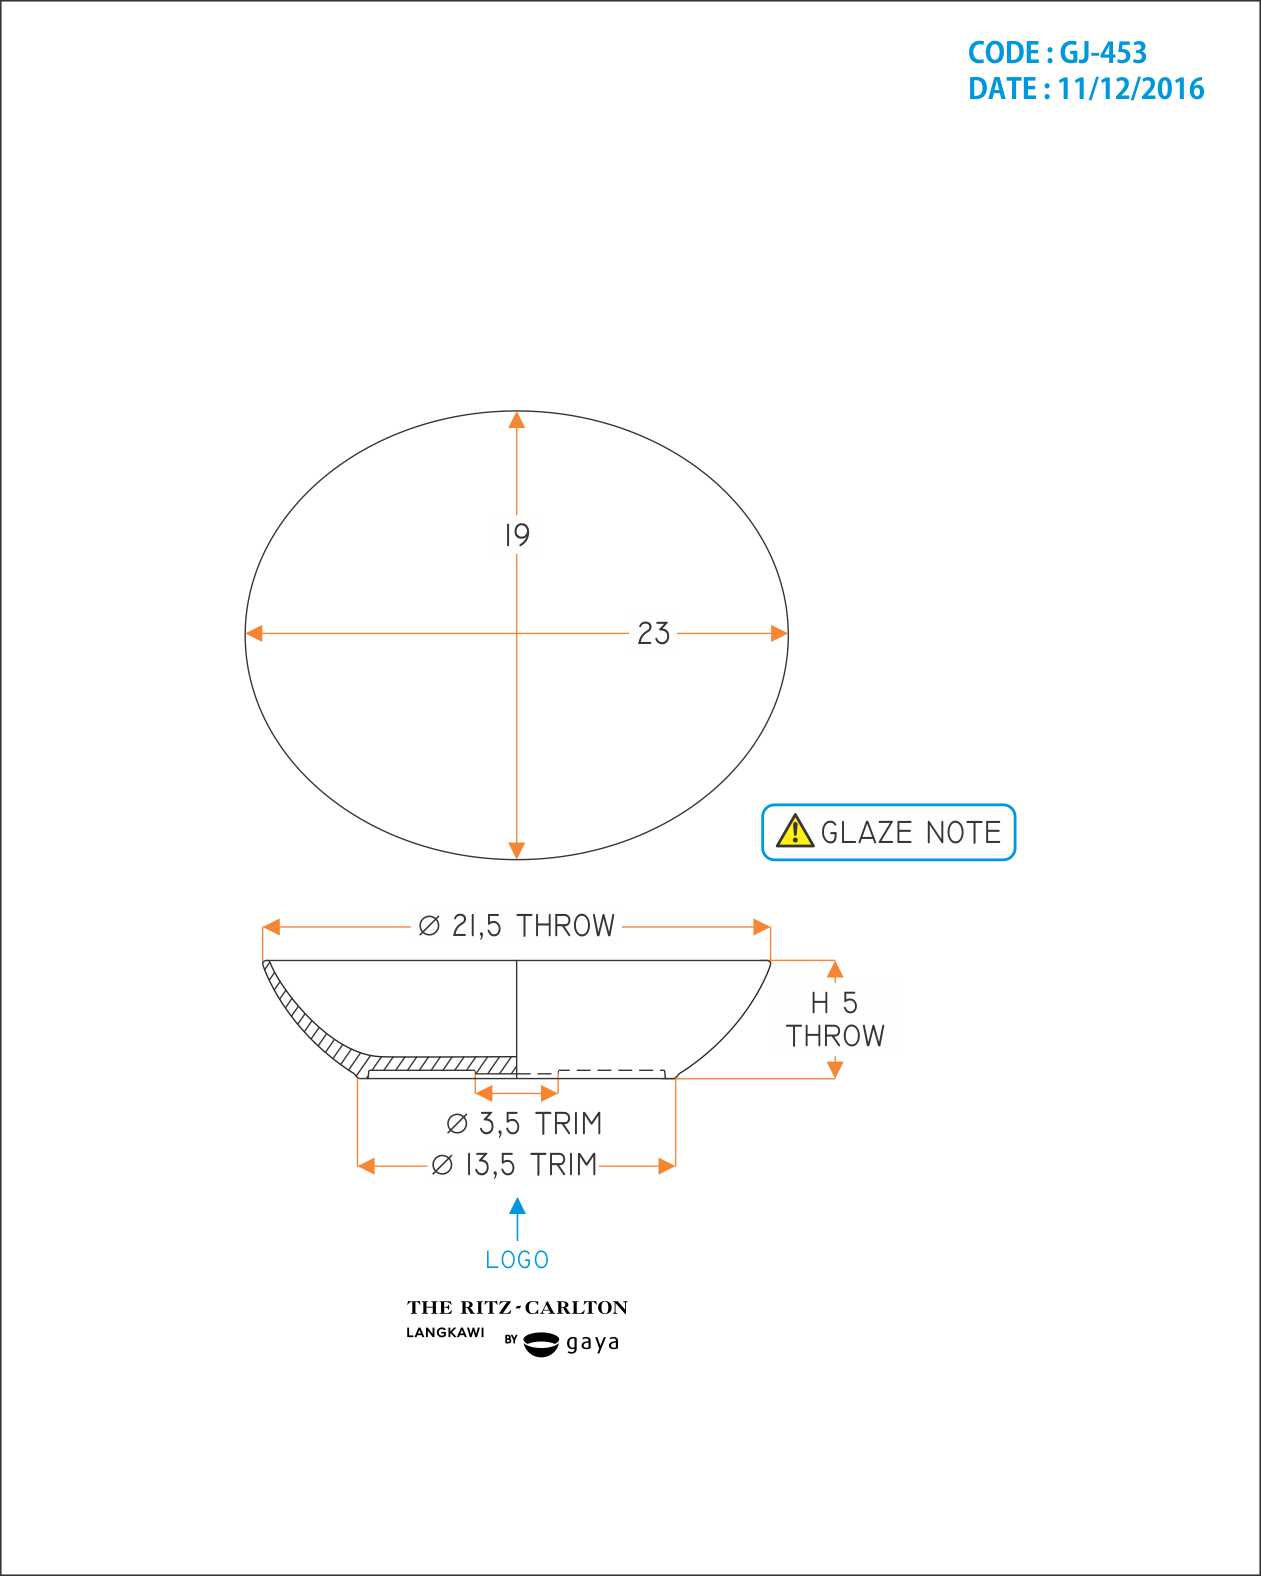 CODE : GJ-453
DATE : 11/12/2016
19
23
GLAZE NOTE
Ø 21,5 THROW
H 5
THROW
Ø 3,5 TRIM
Ø 13,5 TRIM
LOGO
THE RITZ-CARLTON
LANGKAWI
BY gaya